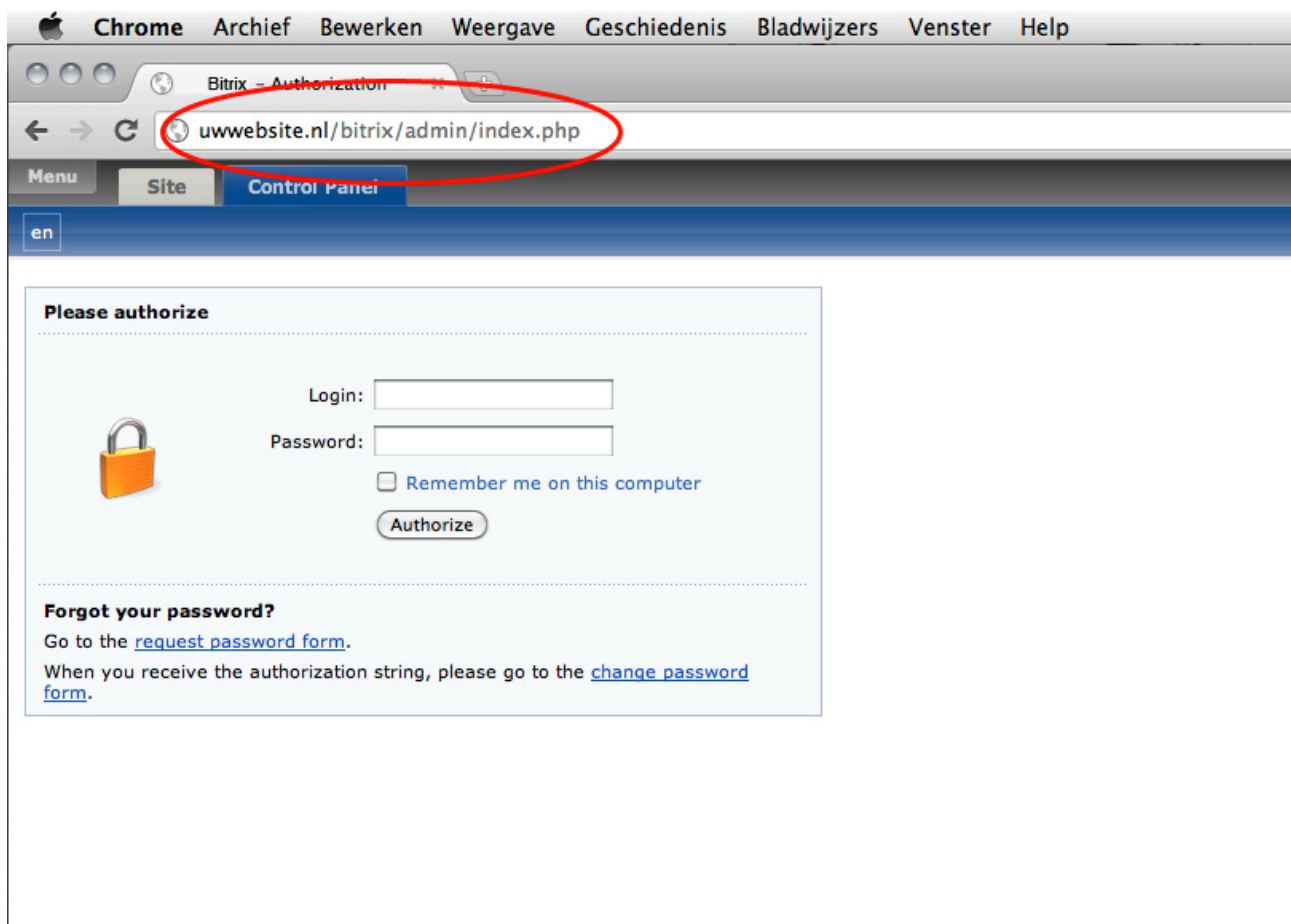 Chrome Archief Bewerken Weergave Geschiedenis Bladwijzers Venster Help
Bitrix – Authorization
uwwebsite.nl/bitrix/admin/index.php
Menu Site Control Panel
en
Please authorize
Login:
Password:
Remember me on this computer
Authorize
Forgot your password?
Go to the request password form.
When you receive the authorization string, please go to the change password
form.